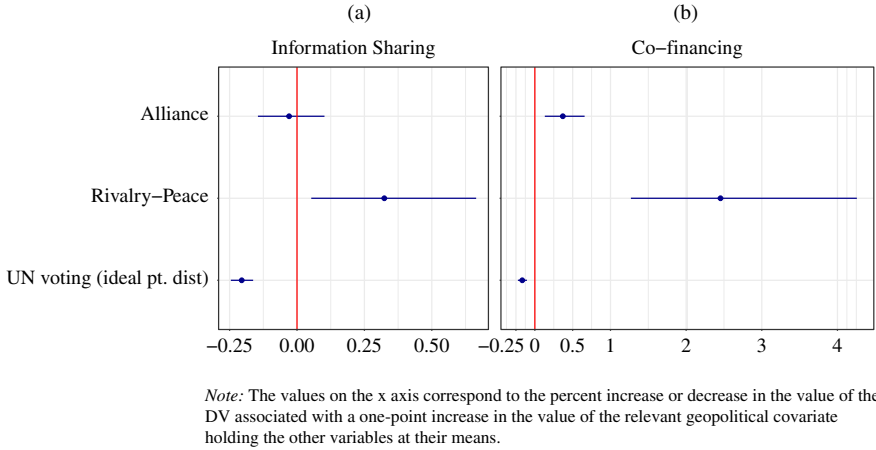 (a) (b)
Information Sharing Co−financing
Alliance
Rivalry−Peace
UN voting (ideal pt. dist)
−0.25 0.00 0.25 0.50 −0.25 0 0.5 1 2 3 4
Note: The values on the x axis correspond to the percent increase or decrease in the value of the
DV associated with a one-point increase in the value of the relevant geopolitical covariate
holding the other variables at their means.